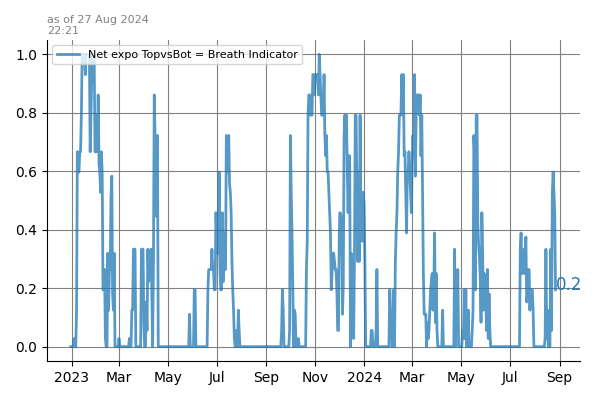 as of 27 Aug 2024
22:21
Net expo TopvsBot = Breath Indicator
1.0
0.8
0.6
0.4
0.2
0.0
0.2
2023 Mar May Jul Sep Nov 2024 Mar May Jul Sep